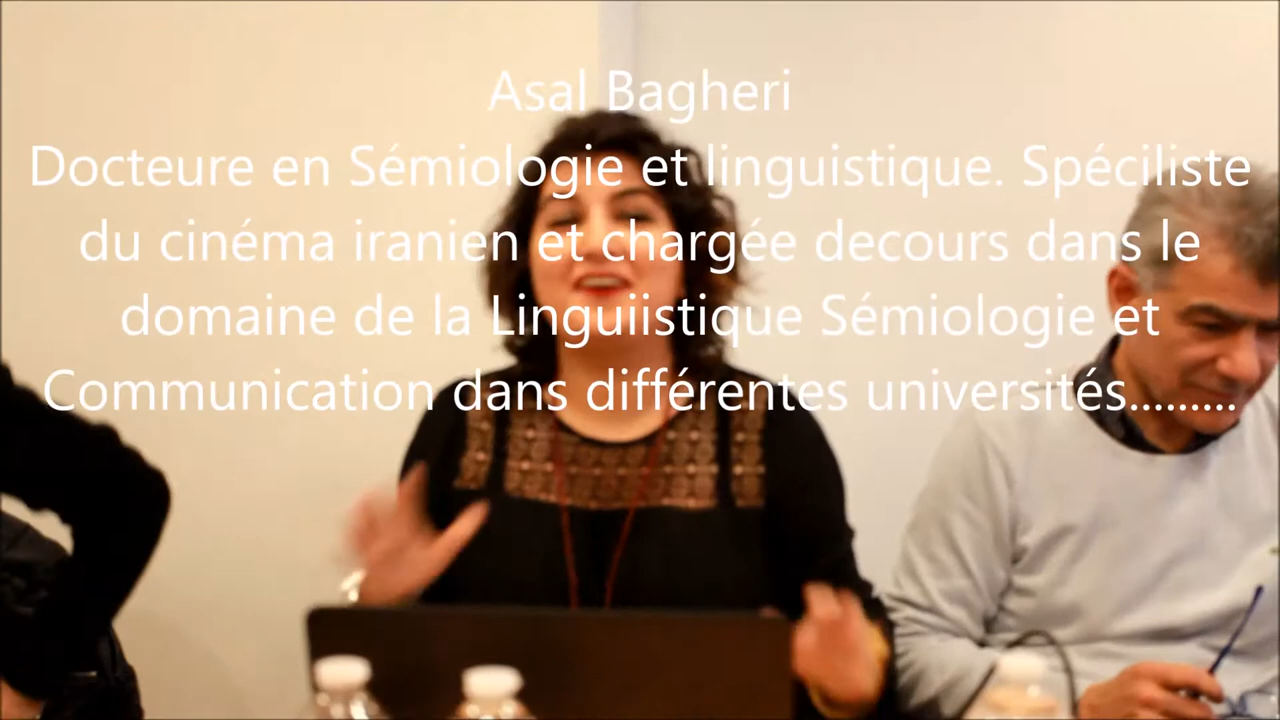 Asal Bagheri
Docteure en Sémiologie et linguistique. Spéciliste
du cinéma iranien et chargée decours dans le
domaine de la Linguiistique Sémiologie et
Communication dans différentes universités.........